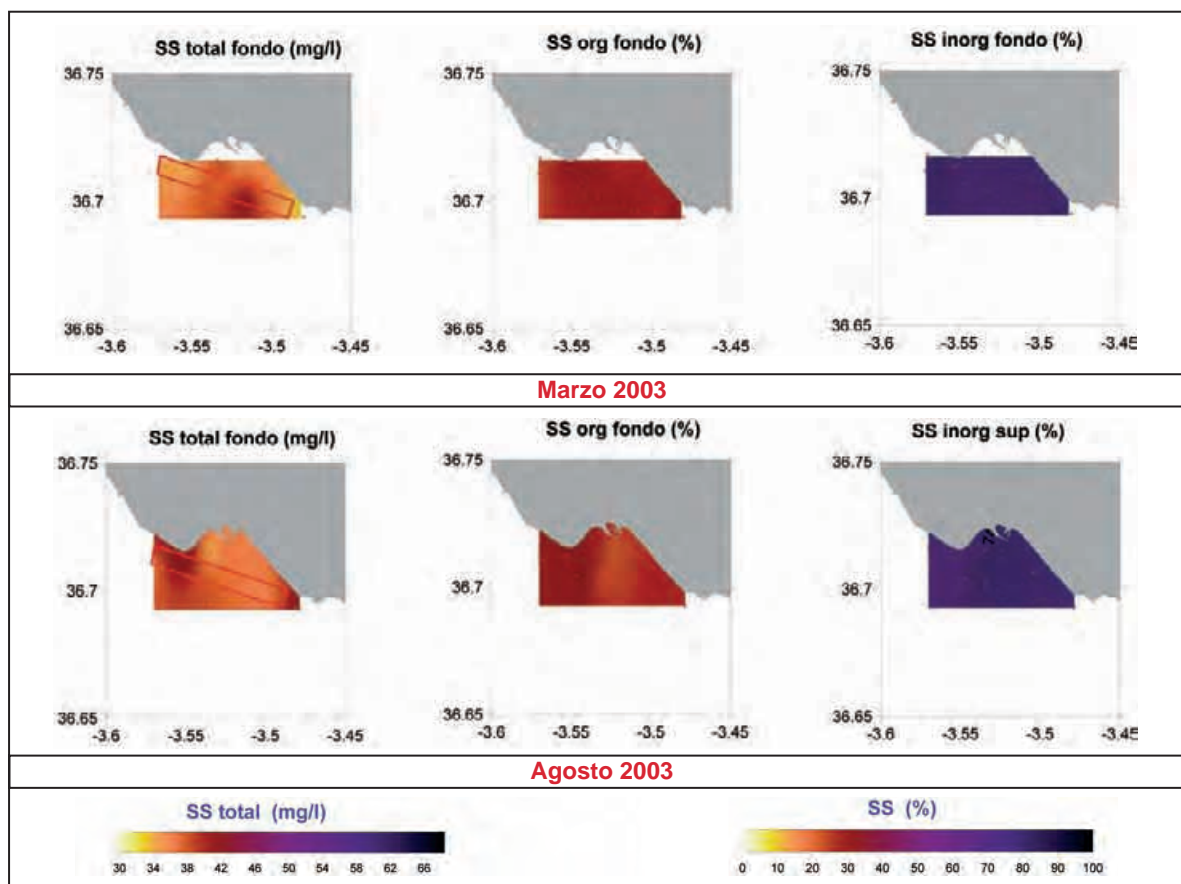 SS total fondo (mg/l)
SS org fondo (%)
SS inorg fondo (%)
36.75
36.7
36.65
-3.6 -3.55 -3.5 -3.45
36.75
36.7
36.65
-3.6 -3.55 -3.5 -3.45
36.75
36.7
36.65
-3.6 -3.55 -3.5 -3.45
Marzo 2003
SS total fondo (mg/l)
SS org fondo (%)
SS inorg sup (%)
36.75
36.7
36.65
-3.6 -3.55 -3.5 -3.45
36.75
36.7
36.65
-3.6 -3.55 -3.5 -3.45
36.75
36.7
36.65
-3.6 -3.55 -3.5 -3.45
Agosto 2003
SS total (mg/l)
30 34 38 42 46 50 54 58 62 66
SS (%)
0 10 20 30 40 50 60 70 80 90 100